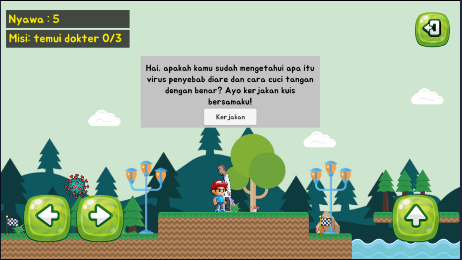 Nyawa : 5
Misi: temui dokter 0/3
Hai, apakah kamu sudah mengetahui apa itu
virus penyebab diare dan cara cuci tangan
dengan benar? Ayo kerjakan kuis
bersamaku!
Kerjakan